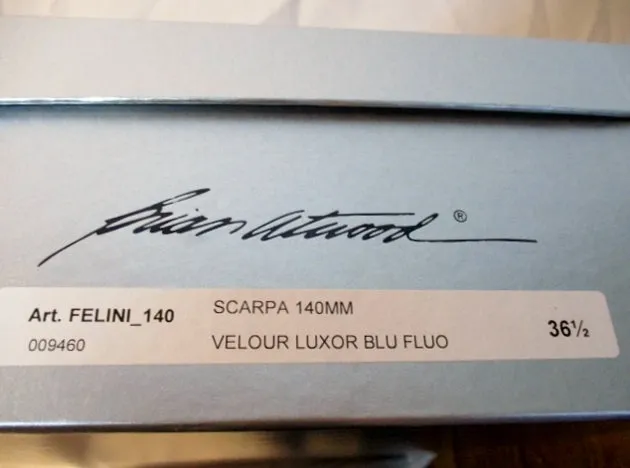 Brian Atwood ®
Art. FELINI_140
SCARPA 140MM
009460
VELOUR LUXOR BLU FLUO
36½